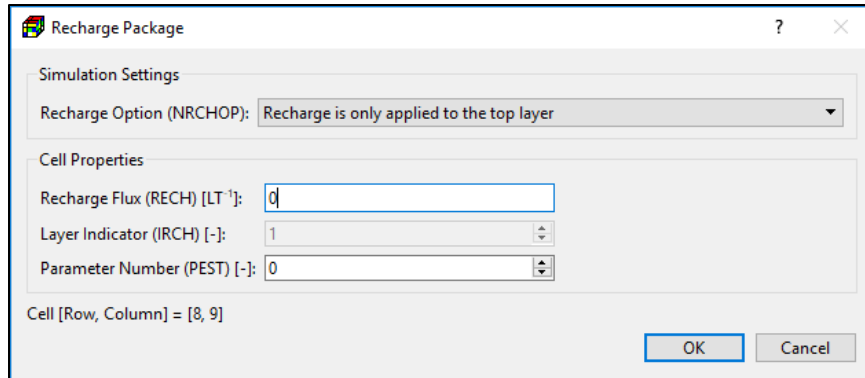 Recharge Package
?
Simulation Settings
Recharge Option (NRCHOP): Recharge is only applied to the top layer
Cell Properties
Recharge Flux (RECH) [LT⁻¹]: 0
Layer Indicator (IRCH) [-]: 1
Parameter Number (PEST) [-]: 0
Cell [Row, Column] = [8, 9]
OK Cancel